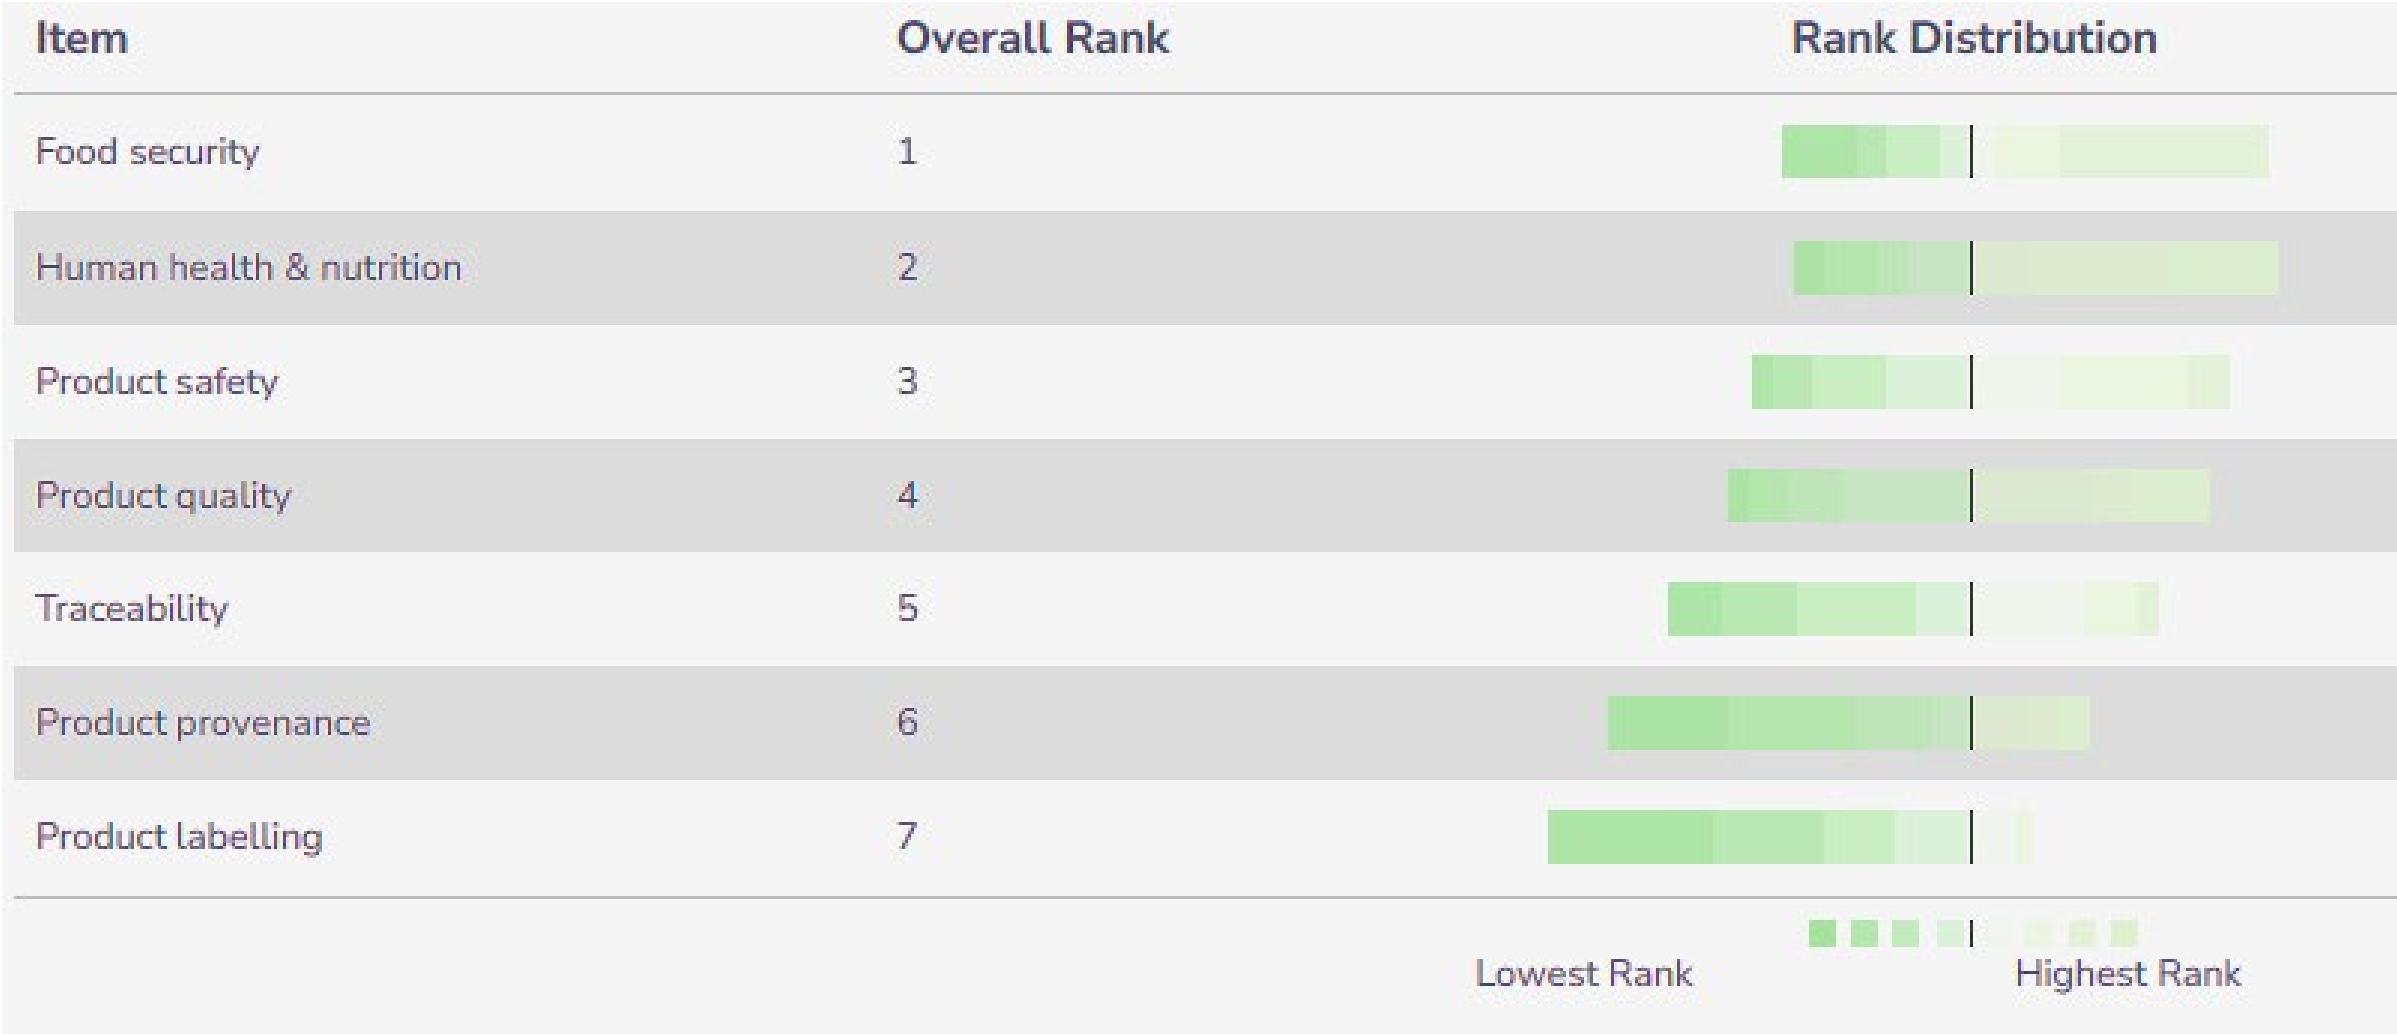 Item Overall Rank Rank Distribution
Food security 1
Human health & nutrition 2
Product safety 3
Product quality 4
Traceability 5
Product provenance 6
Product labelling 7
Lowest Rank Highest Rank